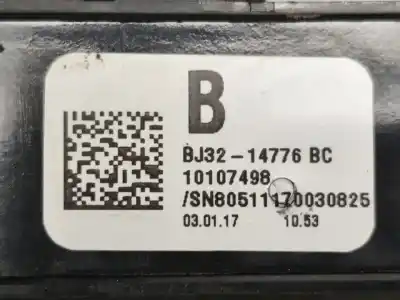 B
BJ32-14776 BC
10107498
/SN80511170030825
03.01.17 10.53